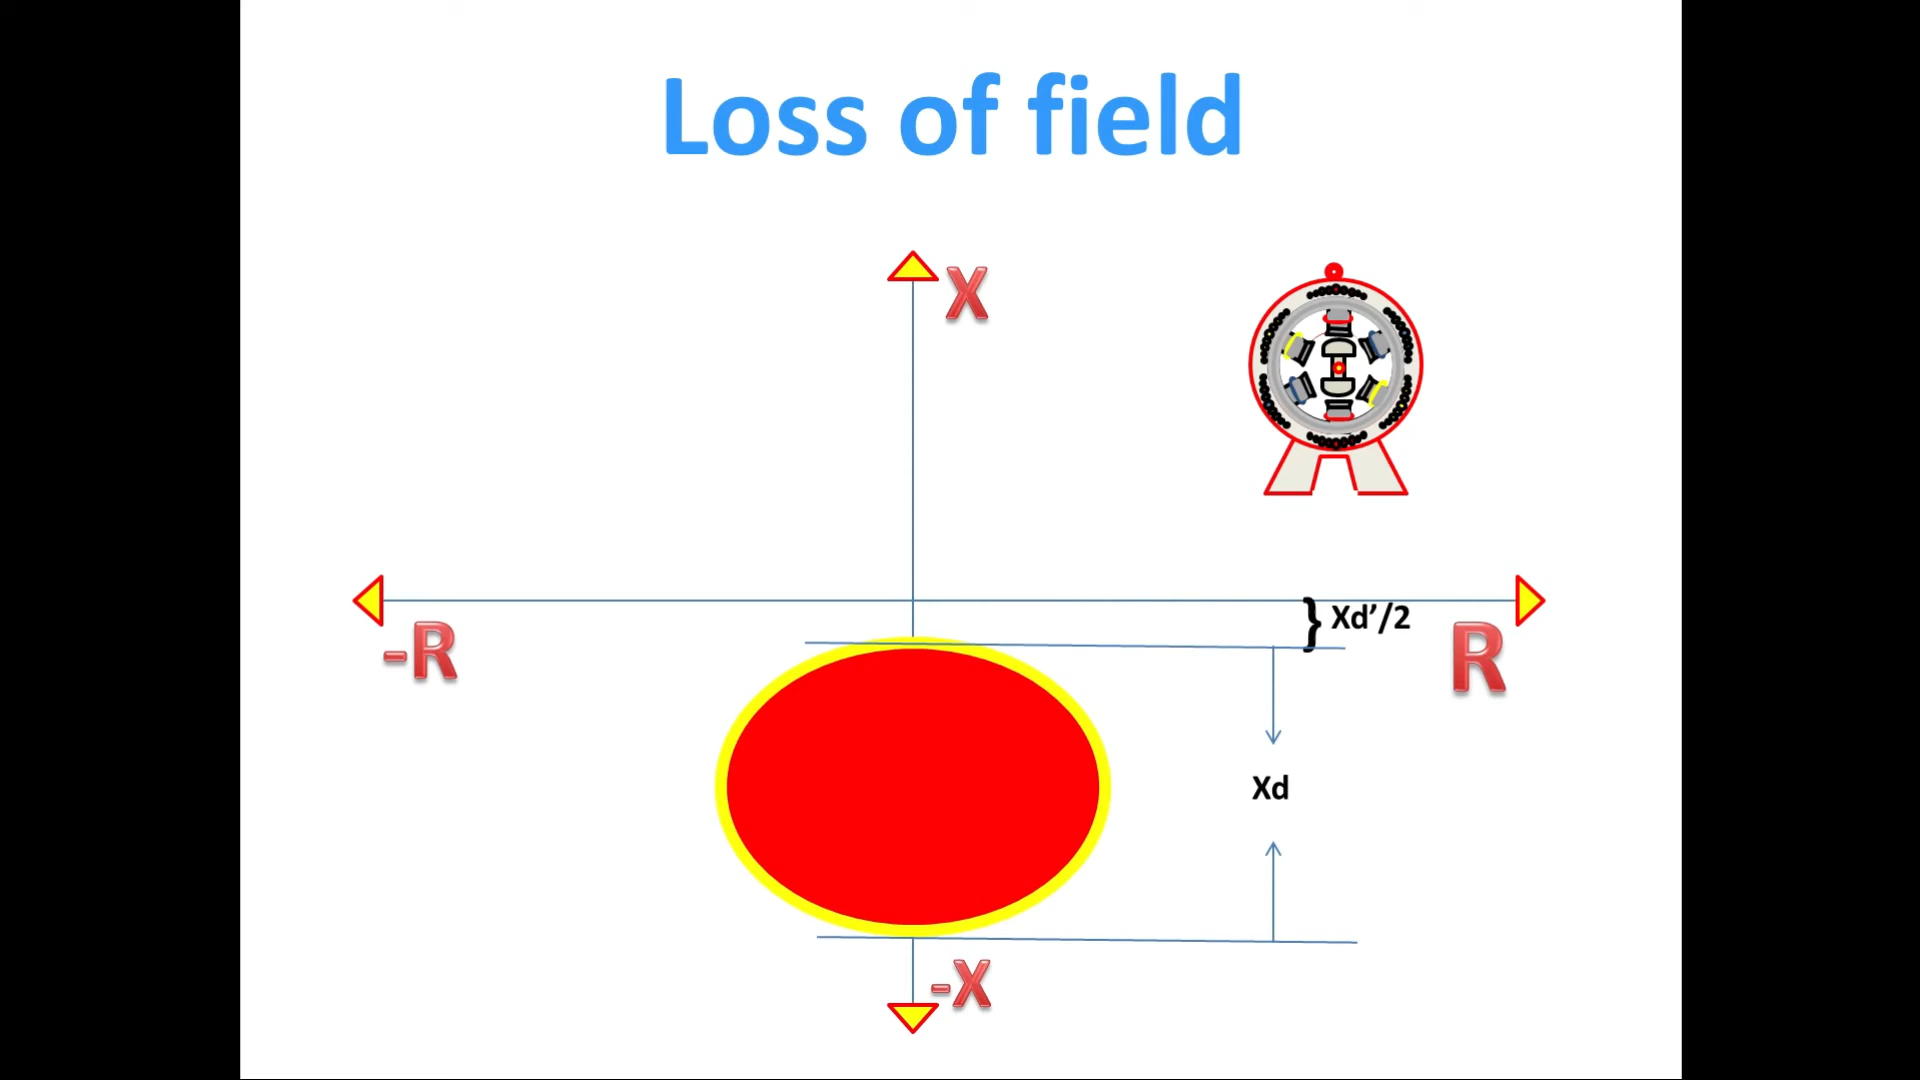 Loss of field
X
Xd’/2
-R
R
Xd
-X